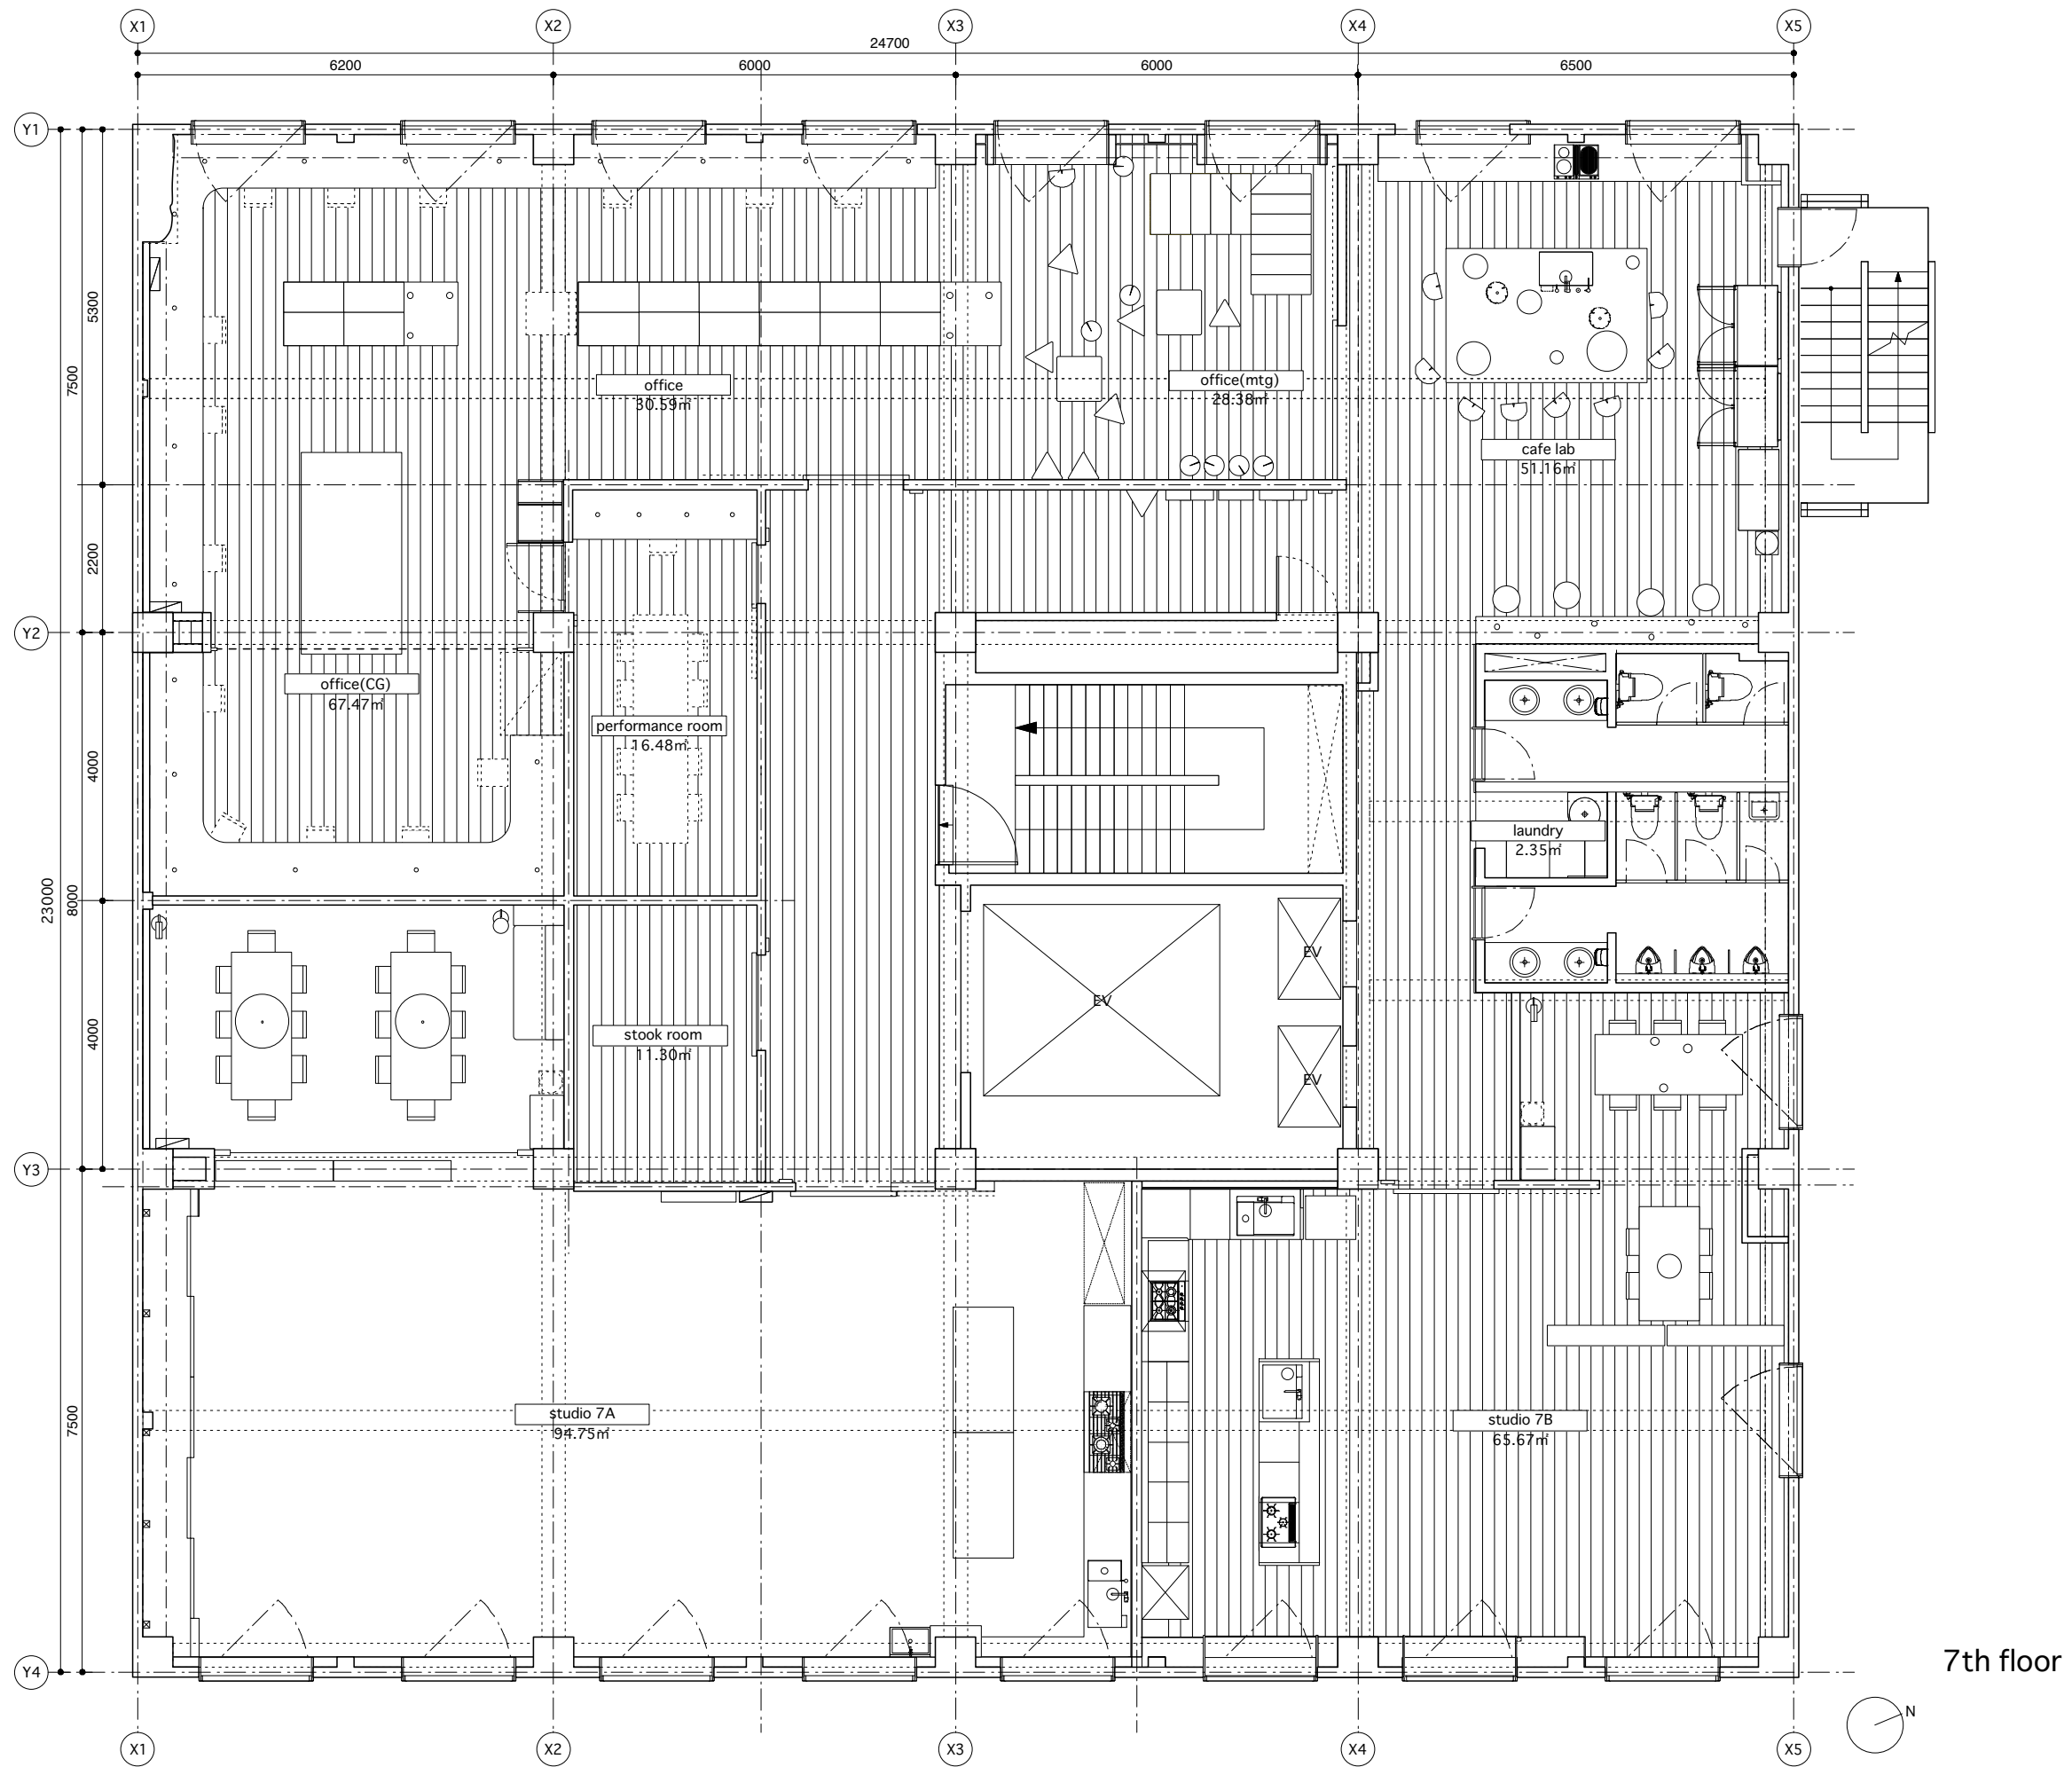 X1
X2
X3
X4
X5
24700
6200
6000
6000
6500
Y1
5300
7500
office
30.59㎡
office(mtg)
28.38㎡
cafe lab
51.16㎡
2200
Y2
office(CG)
67.47㎡
performance room
16.48㎡
4000
laundry
2.35㎡
23000
8000
EV
EV
EV
4000
stook room
11.30㎡
Y3
7500
studio 7A
94.75㎡
studio 7B
65.67㎡
Y4
7th floor
N
X1
X2
X3
X4
X5